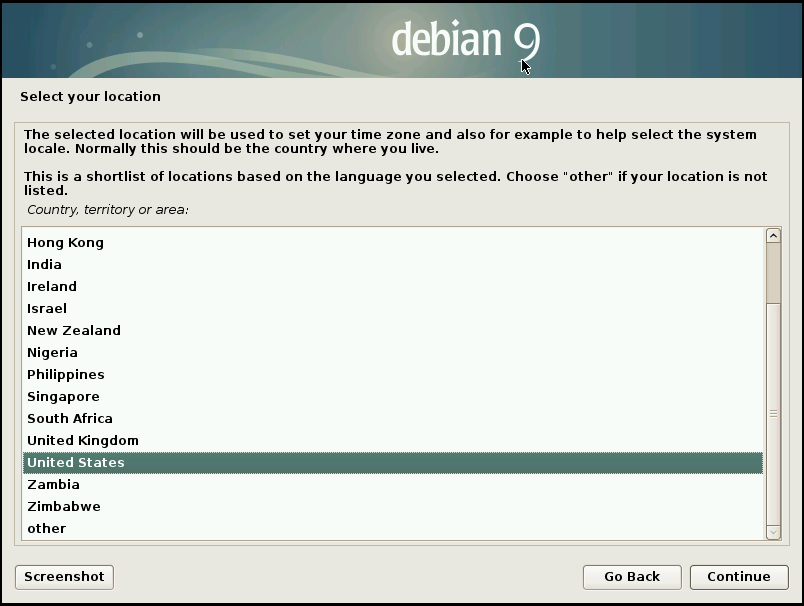 debian 9
Select your location
The selected location will be used to set your time zone and also for example to help select the system
locale. Normally this should be the country where you live.
This is a shortlist of locations based on the language you selected. Choose "other" if your location is not
listed.
Country, territory or area:
Hong Kong
India
Ireland
Israel
New Zealand
Nigeria
Philippines
Singapore
South Africa
United Kingdom
United States
Zambia
Zimbabwe
other
Screenshot
Go Back
Continue